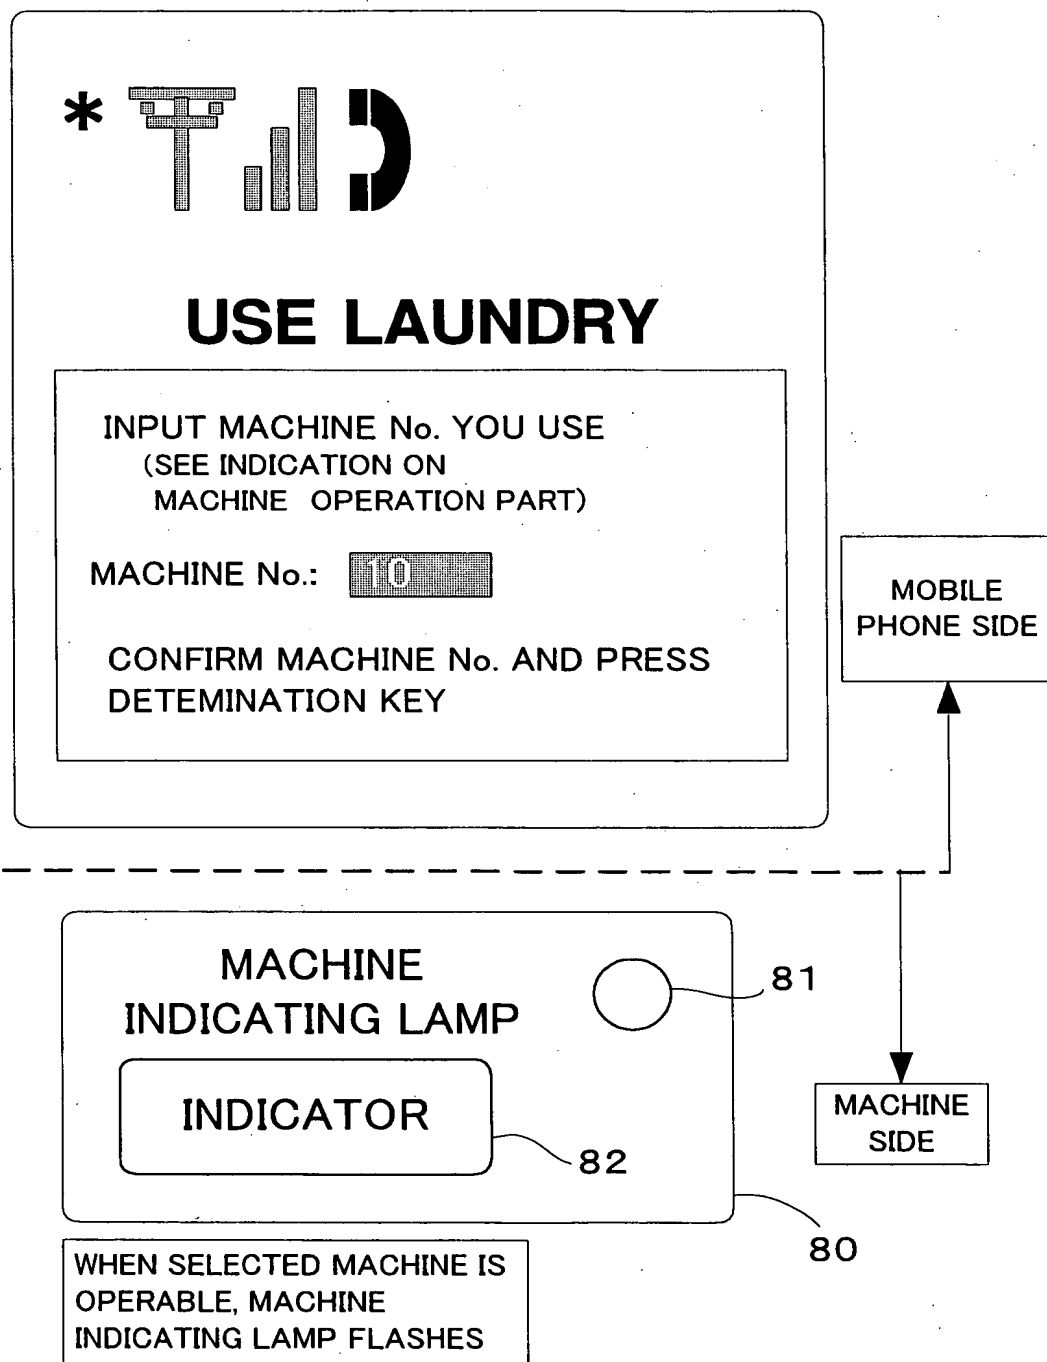 *
USE LAUNDRY
INPUT MACHINE No. YOU USE
(SEE INDICATION ON
MACHINE OPERATION PART)
MACHINE No.: 10
CONFIRM MACHINE No. AND PRESS
DETEMINATION KEY
MOBILE
PHONE SIDE
MACHINE
INDICATING LAMP
81
INDICATOR
82
MACHINE
SIDE
80
WHEN SELECTED MACHINE IS
OPERABLE, MACHINE
INDICATING LAMP FLASHES